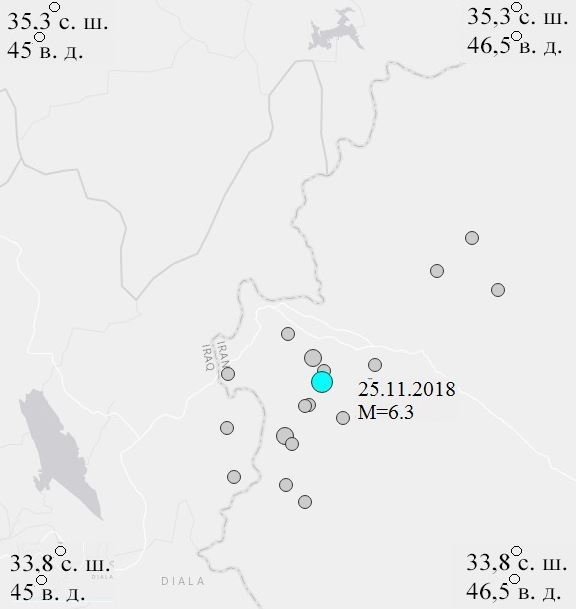 35,3° с. ш.
45° в. д.
35,3° с. ш.
46,5° в. д.
IRAN
IRAQ
25.11.2018
M=6.3
33,8° с. ш.
45° в. д.
DIALA
DIALA
33,8° с. ш.
46,5° в. д.